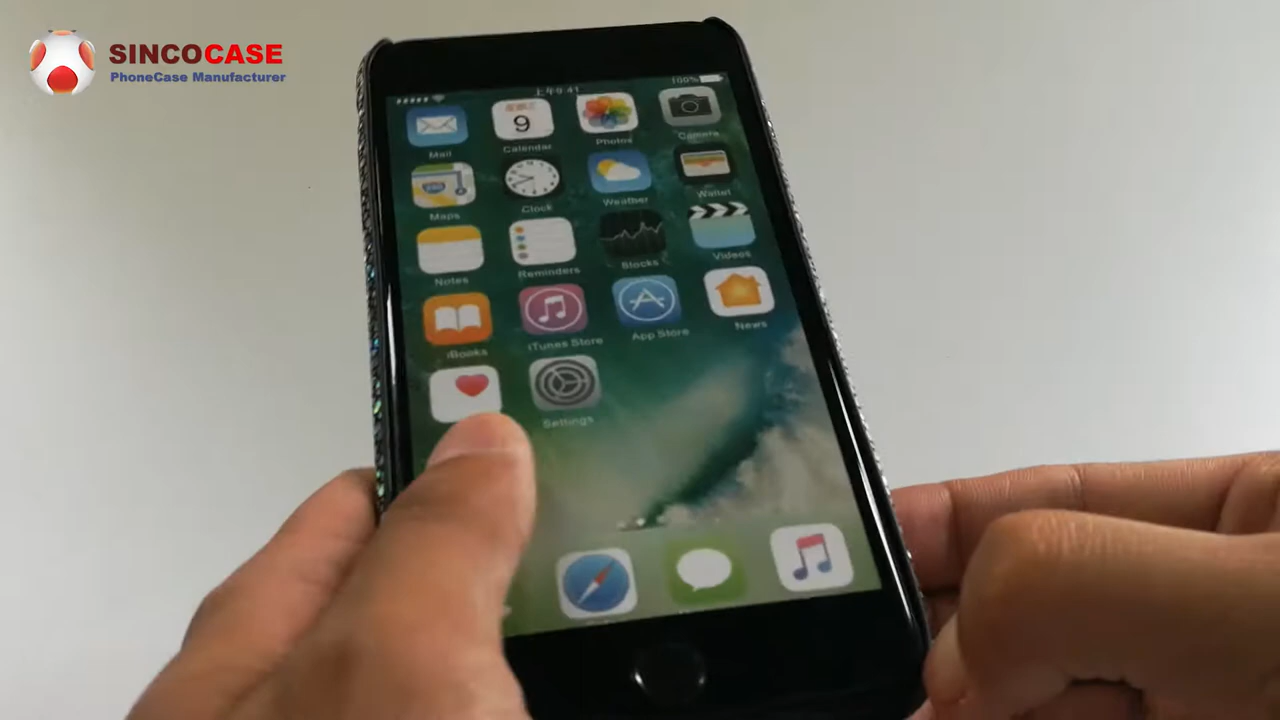 SINCOCASE
PhoneCase Manufacturer
100%
上午9:41
9
Mail
Calendar
Photos
Camera
Maps
Clock
Weather
Wallet
Notes
Reminders
Stocks
Videos
iBooks
iTunes Store
App Store
News
Settings